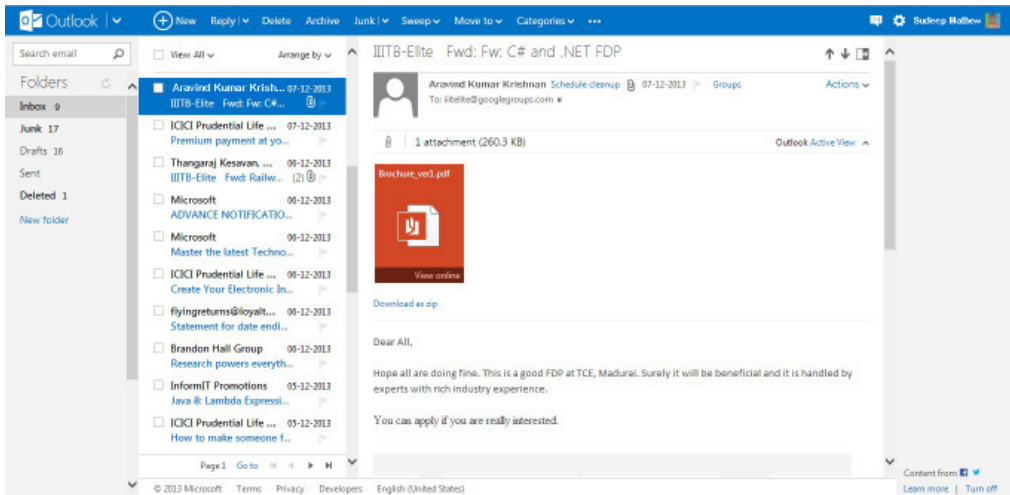 Outlook
New Reply Delete Archive Junk Sweep Move to Categories ...
Sudeep Mathew
Search email
Folders
Inbox 9
Junk 17
Drafts 16
Sent
Deleted 1
New folder
View: All Arrange by
Aravind Kumar Krish... 07-12-2013
IIITB-Elite Fwd: Fw: C#...
ICICI Prudential Life ... 07-12-2013
Premium payment at yo...
Thangaraj Kesavan, ... 06-12-2013
IIITB-Elite Fwd: Railw... (2)
Microsoft 06-12-2013
ADVANCE NOTIFICATIO...
Microsoft 06-12-2013
Master the latest Techno...
ICICI Prudential Life ... 06-12-2013
Create Your Electronic In...
flyingreturns@loyalt... 06-12-2013
Statement for date endi...
Brandon Hall Group 06-12-2013
Research powers everyth...
InformIT Promotions 05-12-2013
Java & Lambda Expressi...
ICICI Prudential Life ... 05-12-2013
How to make someone f...
Page 1 Go to
IIITB-Elite Fwd: Fw: C# and .NET FDP
Aravind Kumar Krishnan Schedule cleanup 07-12-2013 Groups
Actions
To: iiitelite@googlegroups.com
1 attachment (260.3 KB)
Outlook Active View
Brochure_ver1.pdf
View online
Download as zip
Dear All,
Hope all are doing fine. This is a good FDP at TCE, Madurai. Surely it will be beneficial and it is handled by
experts with rich industry experience.
You can apply if you are really interested.
Content from
Learn more | Turn off
© 2013 Microsoft Terms Privacy Developers English (United States)